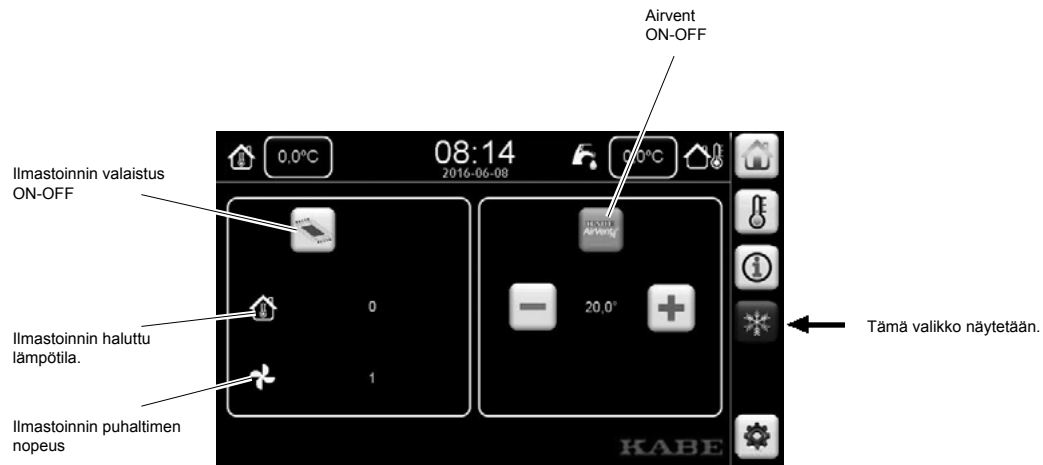 Airvent
ON-OFF
0,0°C
08:14
2016-06-08
0,0°C
Ilmastoinnin valaistus
ON-OFF
KABE
AirVent
0
20,0°
Ilmastoinnin haluttu
lämpötila.
Tämä valikko näytetään.
1
Ilmastoinnin puhaltimen
nopeus
KABE